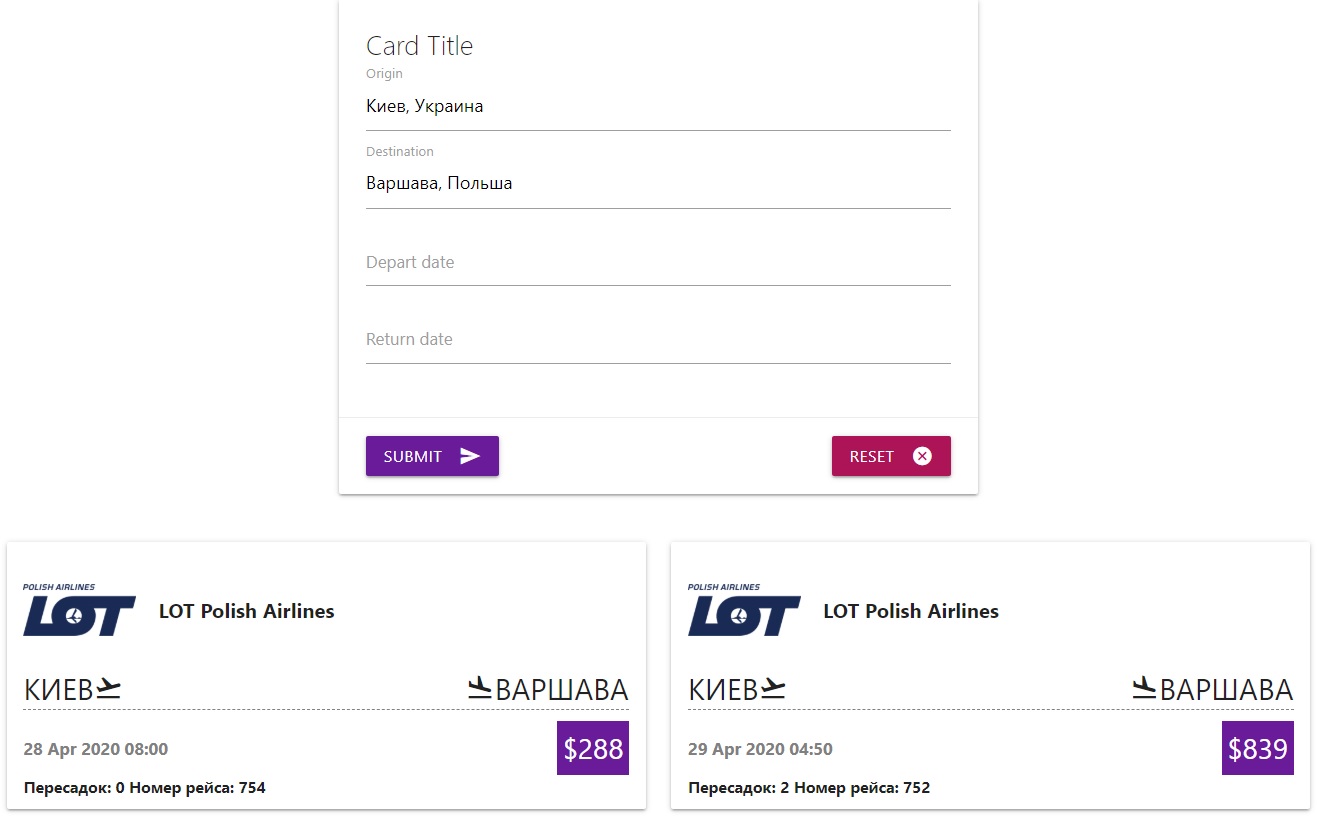 Card Title
Origin
Киев, Украина
Destination
Варшава, Польша
Depart date
Return date
SUBMIT
RESET
POLISH AIRLINES
LOT
LOT Polish Airlines
КИЕВ ВАРШАВА
28 Apr 2020 08:00
$288
Пересадок: 0 Номер рейса: 754
POLISH AIRLINES
LOT
LOT Polish Airlines
КИЕВ ВАРШАВА
29 Apr 2020 04:50
$839
Пересадок: 2 Номер рейса: 752